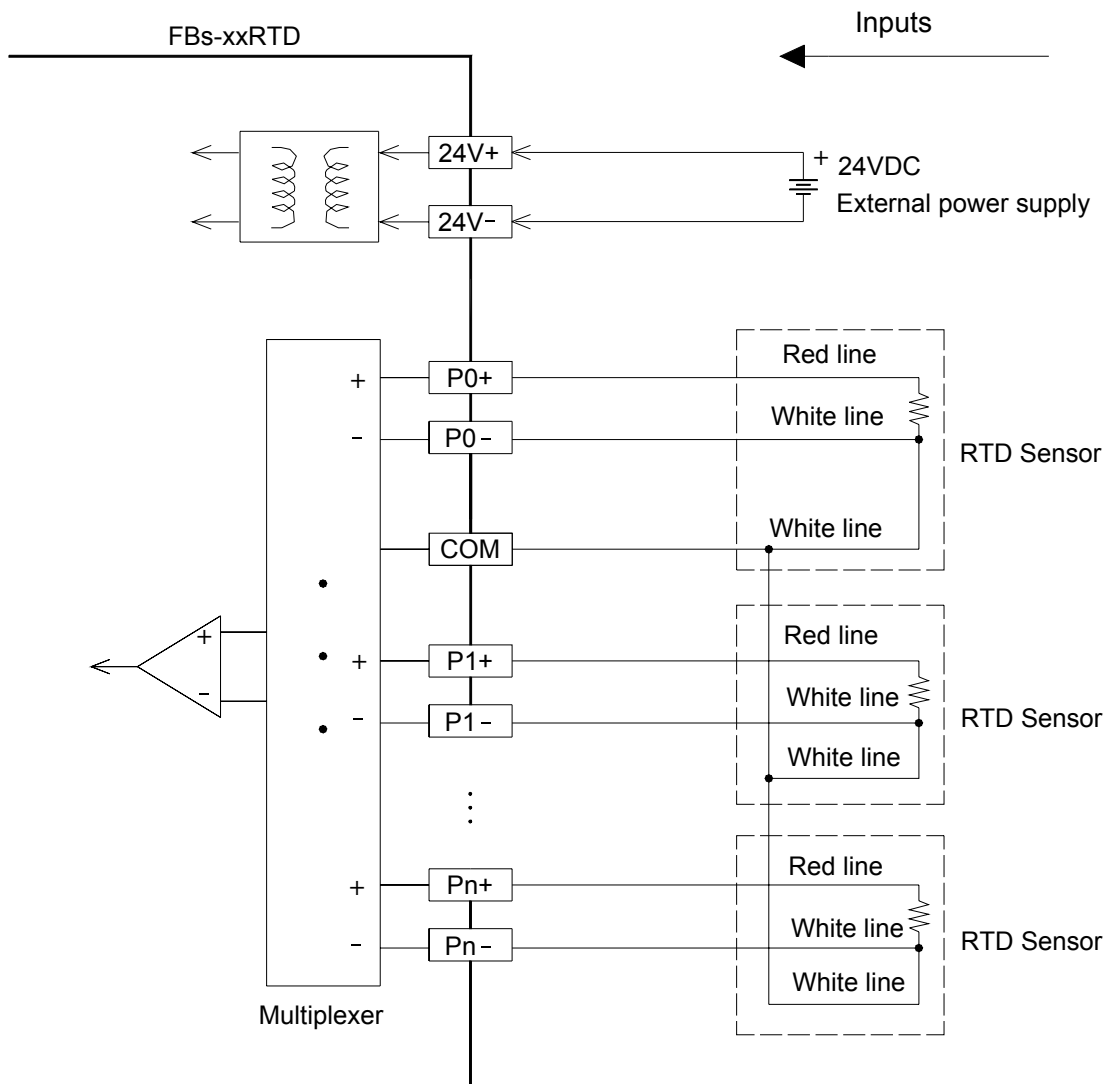 FBs-xxRTD
Inputs
24V+
24V−
+
24VDC
External power supply
+
P0+
Red line
−
P0−
White line
RTD Sensor
COM
White line
+
−
+
P1+
Red line
−
P1−
White line
RTD Sensor
White line
+
Pn+
Red line
−
Pn−
White line
RTD Sensor
White line
Multiplexer